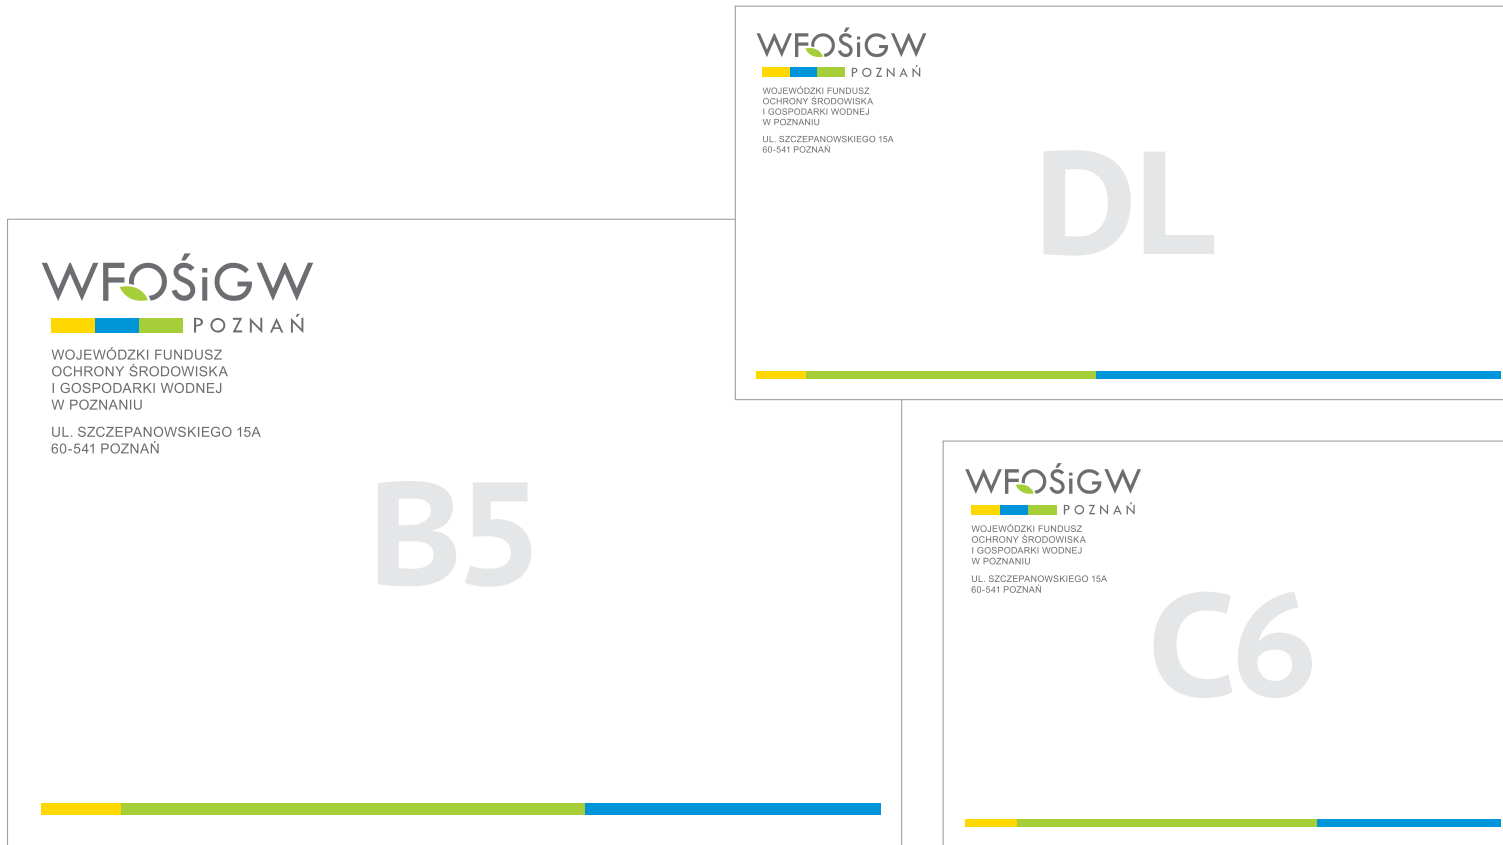 WFOŚiGW
POZNAŃ
WOJEWÓDZKI FUNDUSZ
OCHRONY ŚRODOWISKA
I GOSPODARKI WODNEJ
W POZNANIU
UL. SZCZEPANOWSKIEGO 15A
60-541 POZNAŃ
DL
WFOŚiGW
POZNAŃ
WOJEWÓDZKI FUNDUSZ
OCHRONY ŚRODOWISKA
I GOSPODARKI WODNEJ
W POZNANIU
UL. SZCZEPANOWSKIEGO 15A
60-541 POZNAŃ
B5
WFOŚiGW
POZNAŃ
WOJEWÓDZKI FUNDUSZ
OCHRONY ŚRODOWISKA
I GOSPODARKI WODNEJ
W POZNANIU
UL. SZCZEPANOWSKIEGO 15A
60-541 POZNAŃ
C6